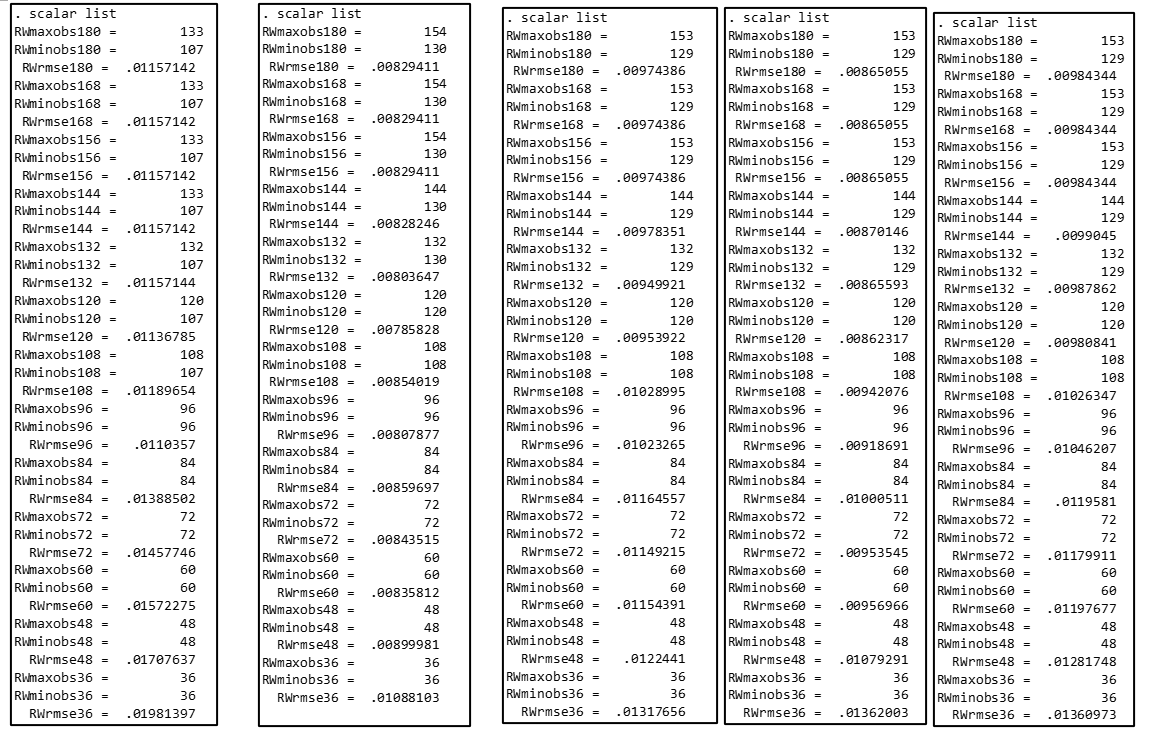 . scalar list
RWmaxobs180 = 133
RWminobs180 = 107
RWrmse180 = .01157142
RWmaxobs168 = 133
RWminobs168 = 107
RWrmse168 = .01157142
RWmaxobs156 = 133
RWminobs156 = 107
RWrmse156 = .01157142
RWmaxobs144 = 133
RWminobs144 = 107
RWrmse144 = .01157142
RWmaxobs132 = 132
RWminobs132 = 107
RWrmse132 = .01157144
RWmaxobs120 = 120
RWminobs120 = 107
RWrmse120 = .01136785
RWmaxobs108 = 108
RWminobs108 = 107
RWrmse108 = .01189654
RWmaxobs96 = 96
RWminobs96 = 96
RWrmse96 = .0110357
RWmaxobs84 = 84
RWminobs84 = 84
RWrmse84 = .01388502
RWmaxobs72 = 72
RWminobs72 = 72
RWrmse72 = .01457746
RWmaxobs60 = 60
RWminobs60 = 60
RWrmse60 = .01572275
RWmaxobs48 = 48
RWminobs48 = 48
RWrmse48 = .01707637
RWmaxobs36 = 36
RWminobs36 = 36
RWrmse36 = .01981397
. scalar list
RWmaxobs180 = 154
RWminobs180 = 130
RWrmse180 = .00829411
RWmaxobs168 = 154
RWminobs168 = 130
RWrmse168 = .00829411
RWmaxobs156 = 154
RWminobs156 = 130
RWrmse156 = .00829411
RWmaxobs144 = 144
RWminobs144 = 130
RWrmse144 = .00828246
RWmaxobs132 = 132
RWminobs132 = 130
RWrmse132 = .00803647
RWmaxobs120 = 120
RWminobs120 = 120
RWrmse120 = .00785828
RWmaxobs108 = 108
RWminobs108 = 108
RWrmse108 = .00854019
RWmaxobs96 = 96
RWminobs96 = 96
RWrmse96 = .00807877
RWmaxobs84 = 84
RWminobs84 = 84
RWrmse84 = .00859697
RWmaxobs72 = 72
RWminobs72 = 72
RWrmse72 = .00843515
RWmaxobs60 = 60
RWminobs60 = 60
RWrmse60 = .00835812
RWmaxobs48 = 48
RWminobs48 = 48
RWrmse48 = .00899981
RWmaxobs36 = 36
RWminobs36 = 36
RWrmse36 = .01088103
. scalar list
RWmaxobs180 = 153
RWminobs180 = 129
RWrmse180 = .00974386
RWmaxobs168 = 153
RWminobs168 = 129
RWrmse168 = .00974386
RWmaxobs156 = 153
RWminobs156 = 129
RWrmse156 = .00974386
RWmaxobs144 = 144
RWminobs144 = 129
RWrmse144 = .00978351
RWmaxobs132 = 132
RWminobs132 = 129
RWrmse132 = .00949921
RWmaxobs120 = 120
RWminobs120 = 120
RWrmse120 = .00953922
RWmaxobs108 = 108
RWminobs108 = 108
RWrmse108 = .01028995
RWmaxobs96 = 96
RWminobs96 = 96
RWrmse96 = .01023265
RWmaxobs84 = 84
RWminobs84 = 84
RWrmse84 = .01164557
RWmaxobs72 = 72
RWminobs72 = 72
RWrmse72 = .01149215
RWmaxobs60 = 60
RWminobs60 = 60
RWrmse60 = .01154391
RWmaxobs48 = 48
RWminobs48 = 48
RWrmse48 = .0122441
RWmaxobs36 = 36
RWminobs36 = 36
RWrmse36 = .01317656
. scalar list
RWmaxobs180 = 153
RWminobs180 = 129
RWrmse180 = .00865055
RWmaxobs168 = 153
RWminobs168 = 129
RWrmse168 = .00865055
RWmaxobs156 = 153
RWminobs156 = 129
RWrmse156 = .00865055
RWmaxobs144 = 144
RWminobs144 = 129
RWrmse144 = .00870146
RWmaxobs132 = 132
RWminobs132 = 129
RWrmse132 = .00865593
RWmaxobs120 = 120
RWminobs120 = 120
RWrmse120 = .00862317
RWmaxobs108 = 108
RWminobs108 = 108
RWrmse108 = .00942076
RWmaxobs96 = 96
RWminobs96 = 96
RWrmse96 = .00918691
RWmaxobs84 = 84
RWminobs84 = 84
RWrmse84 = .01000511
RWmaxobs72 = 72
RWminobs72 = 72
RWrmse72 = .00953545
RWmaxobs60 = 60
RWminobs60 = 60
RWrmse60 = .00956966
RWmaxobs48 = 48
RWminobs48 = 48
RWrmse48 = .01079291
RWmaxobs36 = 36
RWminobs36 = 36
RWrmse36 = .01362003
. scalar list
RWmaxobs180 = 153
RWminobs180 = 129
RWrmse180 = .00984344
RWmaxobs168 = 153
RWminobs168 = 129
RWrmse168 = .00984344
RWmaxobs156 = 153
RWminobs156 = 129
RWrmse156 = .00984344
RWmaxobs144 = 144
RWminobs144 = 129
RWrmse144 = .0099045
RWmaxobs132 = 132
RWminobs132 = 129
RWrmse132 = .00987862
RWmaxobs120 = 120
RWminobs120 = 120
RWrmse120 = .00980841
RWmaxobs108 = 108
RWminobs108 = 108
RWrmse108 = .01026347
RWmaxobs96 = 96
RWminobs96 = 96
RWrmse96 = .01046207
RWmaxobs84 = 84
RWminobs84 = 84
RWrmse84 = .0119581
RWmaxobs72 = 72
RWminobs72 = 72
RWrmse72 = .01179911
RWmaxobs60 = 60
RWminobs60 = 60
RWrmse60 = .01197677
RWmaxobs48 = 48
RWminobs48 = 48
RWrmse48 = .01281748
RWmaxobs36 = 36
RWminobs36 = 36
RWrmse36 = .01360973